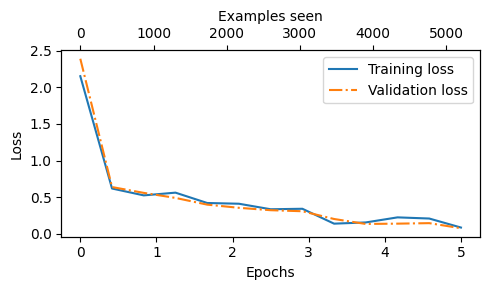 Examples seen
0 1000 2000 3000 4000 5000
2.5
2.0
1.5
1.0
0.5
0.0
Loss
Training loss
Validation loss
0 1 2 3 4 5
Epochs